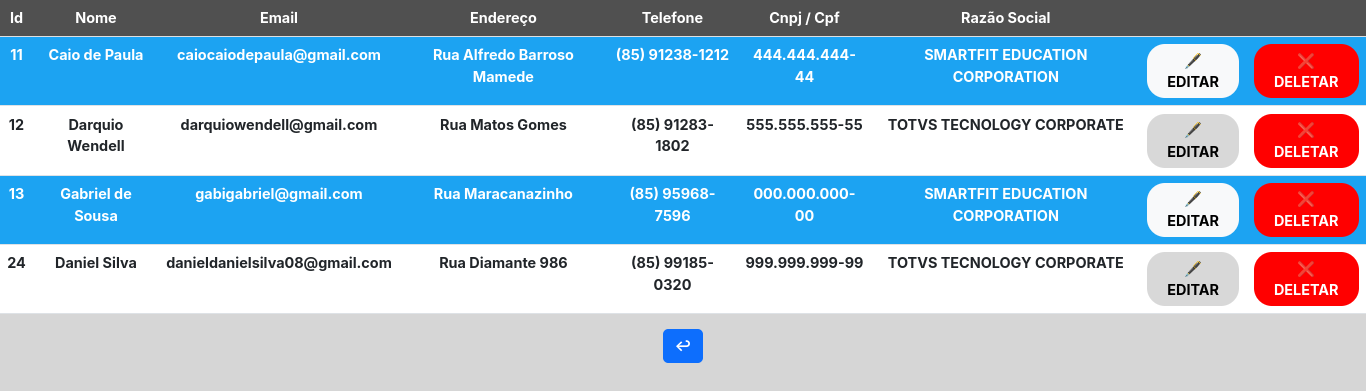 Id Nome Email Endereço Telefone Cnpj / Cpf Razão Social
11 Caio de Paula caiocaiodepaula@gmail.com Rua Alfredo Barroso (85) 91238-1212 444.444.444- SMARTFIT EDUCATION
Mamede 44 CORPORATION
EDITAR DELETAR
12 Darquio darquiowendell@gmail.com Rua Matos Gomes (85) 91283- 555.555.555-55 TOTVS TECNOLOGY CORPORATE
Wendell 1802
EDITAR DELETAR
13 Gabriel de gabigabriel@gmail.com Rua Maracanazinho (85) 95968- 000.000.000- SMARTFIT EDUCATION
Sousa 7596 00 CORPORATION
EDITAR DELETAR
24 Daniel Silva danieldanielsilva08@gmail.com Rua Diamante 986 (85) 99185- 999.999.999-99 TOTVS TECNOLOGY CORPORATE
0320
EDITAR DELETAR